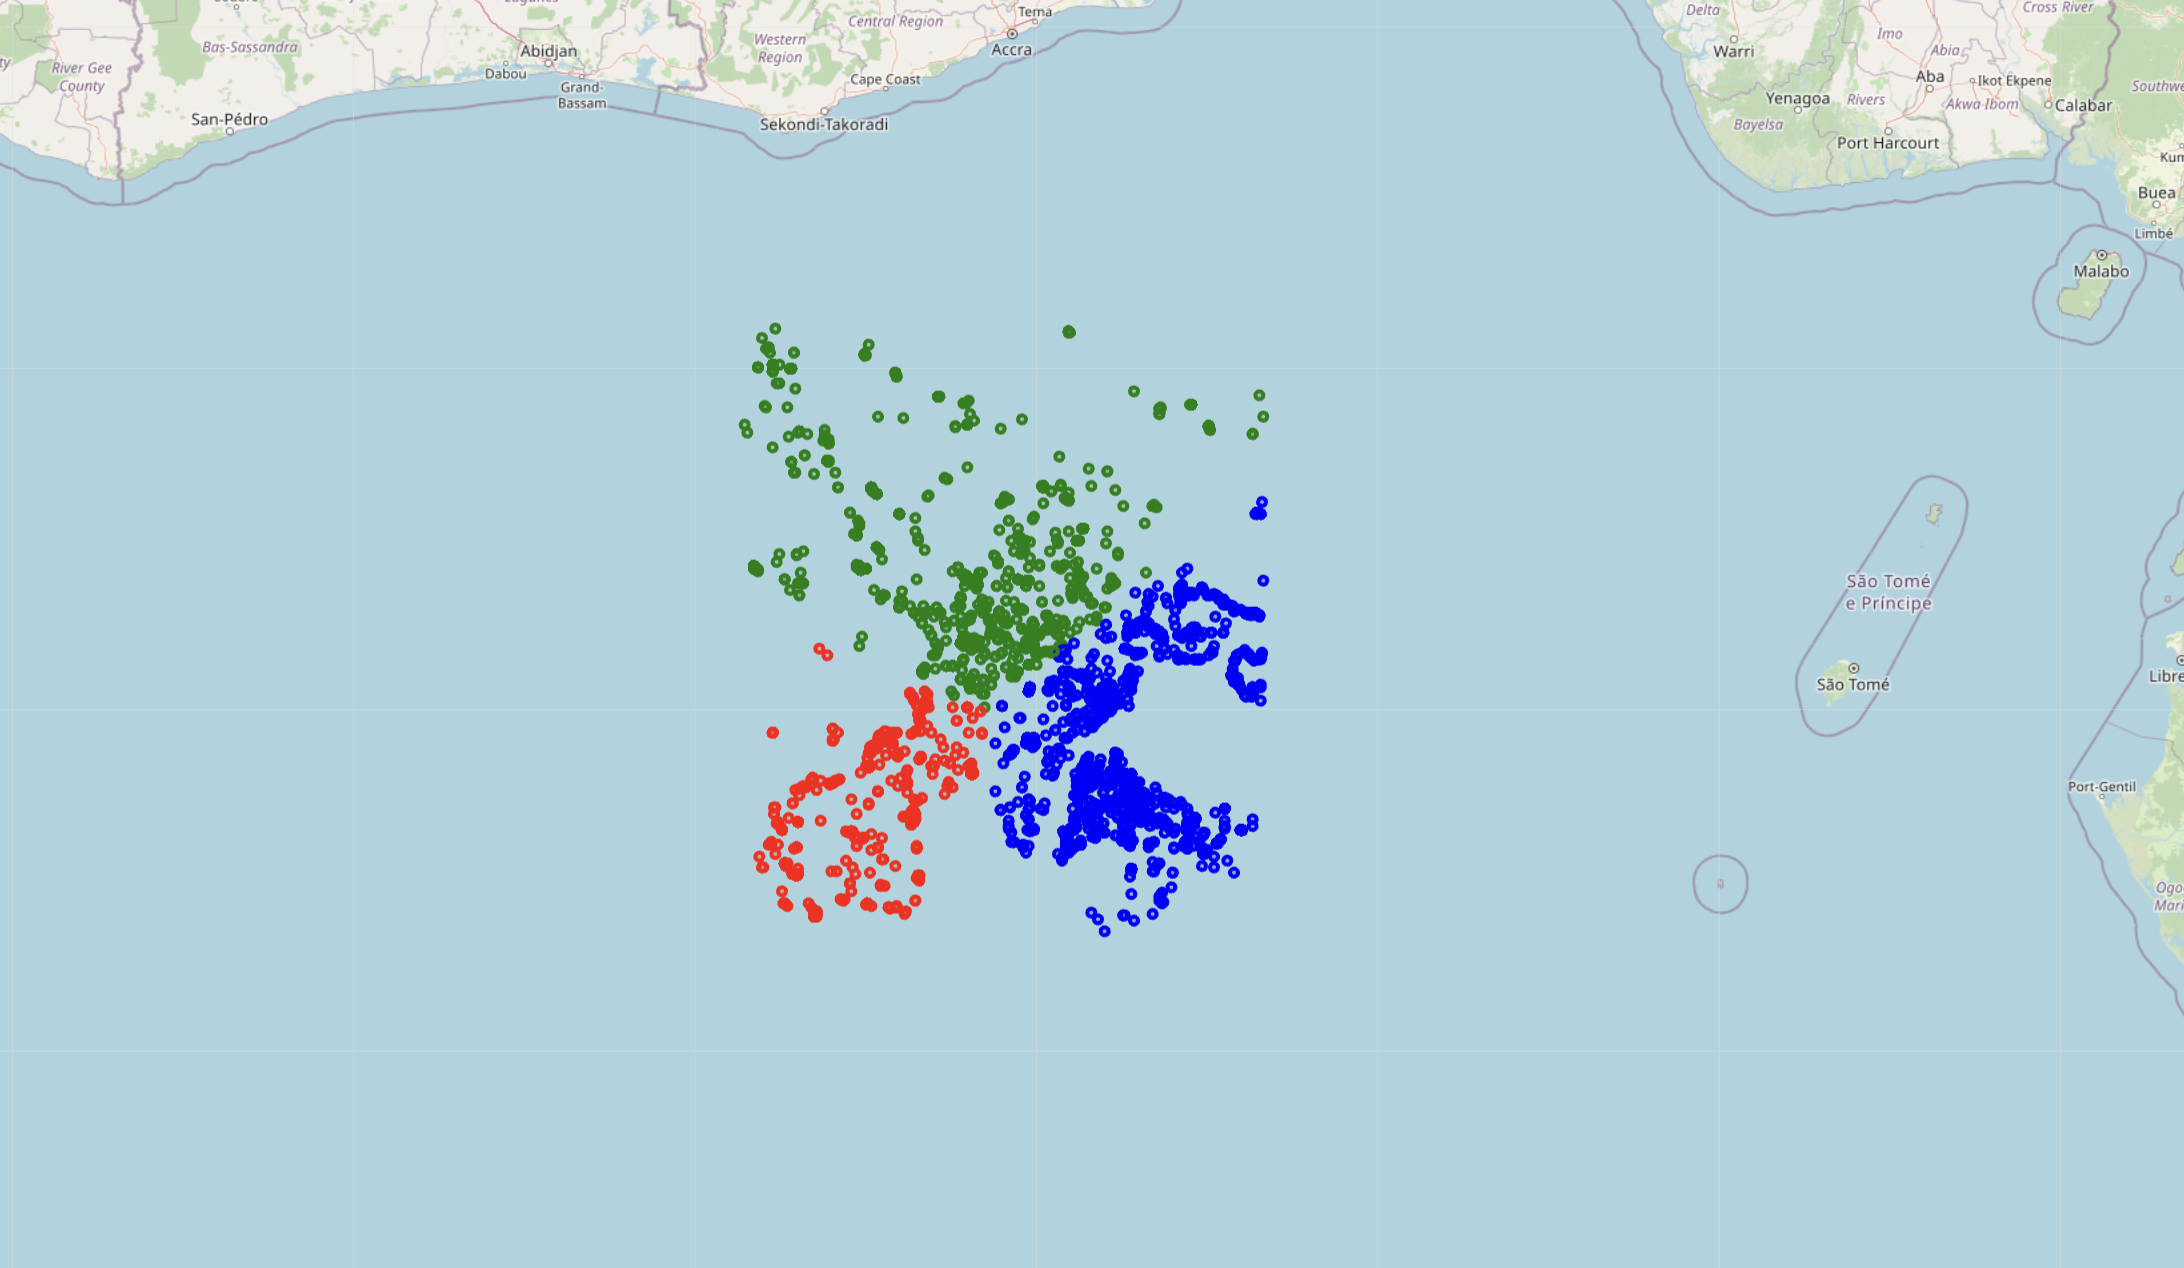 Central Region
Tema
Delta
Cross River
Bas-Sassandra
Abidjan
Western
Region
Accra
Warri
Imo
Abia
River Gee
County
Dabou
Grand-
Bassam
Cape Coast
Aba
Ikot Ekpene
Yenagoa
Rivers
Akwa Ibom
Calabar
San-Pédro
Sekondi-Takoradi
Bayelsa
Port Harcourt
Buea
Limbé
Malabo
São Tomé
e Príncipe
São Tomé
Port-Gentil